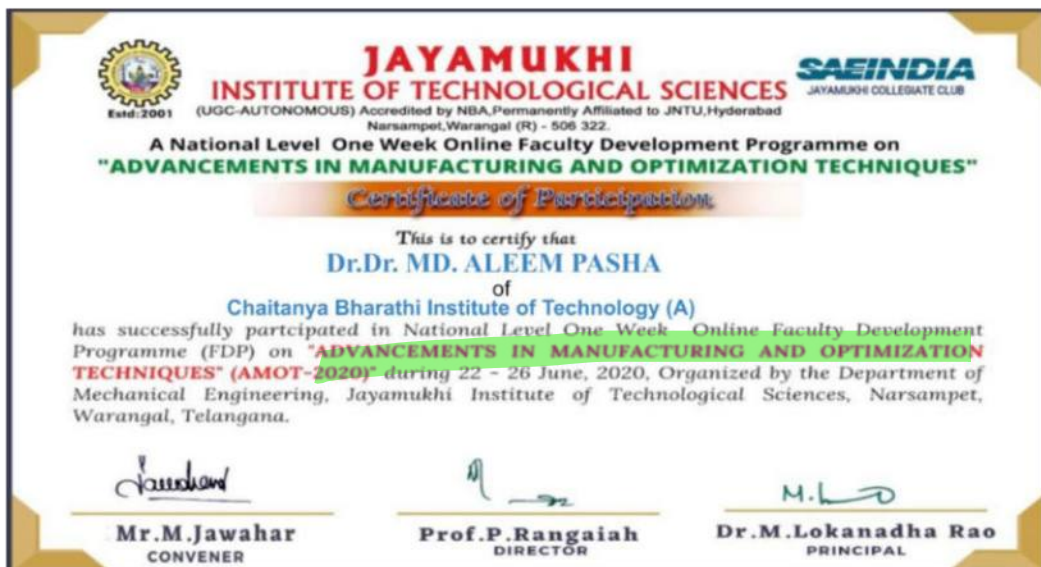 JAYAMUKHI
INSTITUTE OF TECHNOLOGICAL SCIENCES
(UGC-AUTONOMOUS) Accredited by NBA,Permanently Affiliated to JNTU,Hyderabad
Narsampet,Warangal (R) - 506 322.
Estd:2001
SAEINDIA
JAYAMUKHI COLLEGIATE CLUB
A National Level One Week Online Faculty Development Programme on
"ADVANCEMENTS IN MANUFACTURING AND OPTIMIZATION TECHNIQUES"
Certificate of Participation
This is to certify that
Dr.Dr. MD. ALEEM PASHA
of
Chaitanya Bharathi Institute of Technology (A)
has successfully partcipated in National Level One Week Online Faculty Development
Programme (FDP) on "ADVANCEMENTS IN MANUFACTURING AND OPTIMIZATION
TECHNIQUES" (AMOT-2020)" during 22 - 26 June, 2020, Organized by the Department of
Mechanical Engineering, Jayamukhi Institute of Technological Sciences, Narsampet,
Warangal, Telangana.
Mr.M.Jawahar
CONVENER
Prof.P.Rangaiah
DIRECTOR
Dr.M.Lokanadha Rao
PRINCIPAL